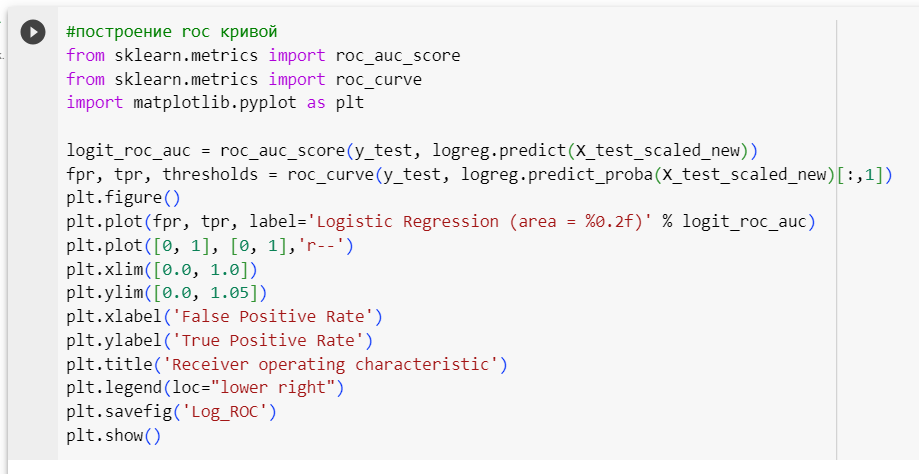 #построение roc кривой
from sklearn.metrics import roc_auc_score
from sklearn.metrics import roc_curve
import matplotlib.pyplot as plt
logit_roc_auc = roc_auc_score(y_test, logreg.predict(X_test_scaled_new))
fpr, tpr, thresholds = roc_curve(y_test, logreg.predict_proba(X_test_scaled_new)[:,1])
plt.figure()
plt.plot(fpr, tpr, label='Logistic Regression (area = %0.2f)' % logit_roc_auc)
plt.plot([0, 1], [0, 1],'r--')
plt.xlim([0.0, 1.0])
plt.ylim([0.0, 1.05])
plt.xlabel('False Positive Rate')
plt.ylabel('True Positive Rate')
plt.title('Receiver operating characteristic')
plt.legend(loc="lower right")
plt.savefig('Log_ROC')
plt.show()